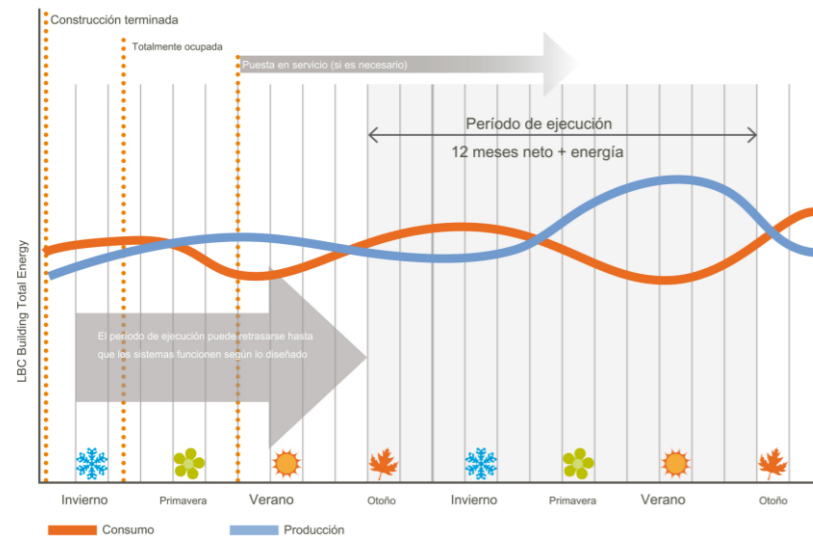 Construcción terminada
Totalmente ocupada
Puesta en servicio (si es necesario)
Período de ejecución
12 meses neto + energía
LBC Building Total Energy
El período de ejecución puede retrasarse hasta
que los sistemas funcionen según lo diseñado
Invierno
Primavera
Verano
Otoño
Invierno
Primavera
Verano
Otoño
Consumo
Producción